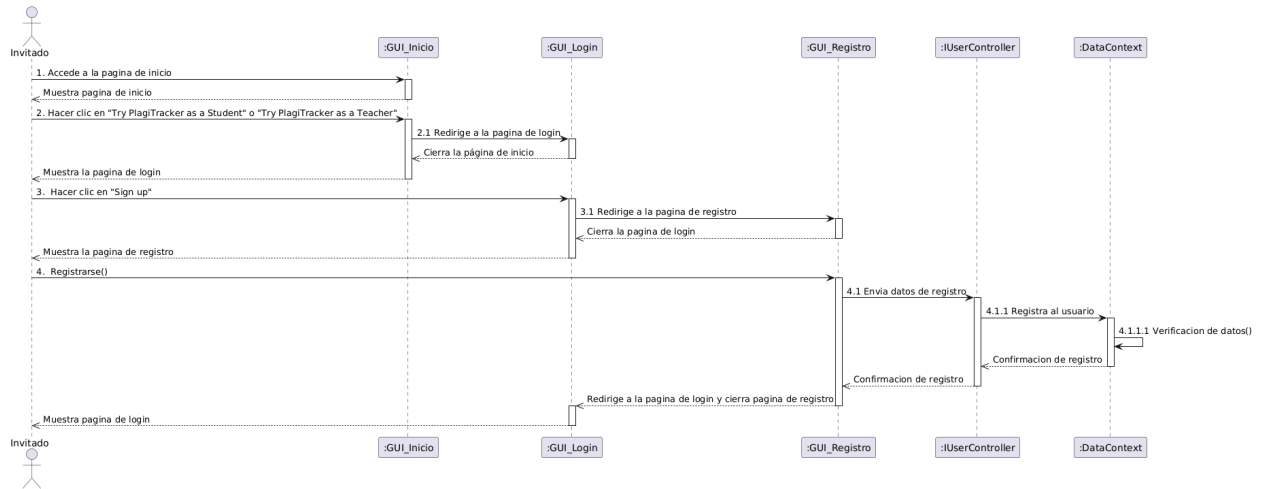 Invitado
:GUI_Inicio
:GUI_Login
:GUI_Registro
:IUserController
:DataContext
1. Accede a la pagina de inicio
Muestra pagina de inicio
2. Hacer clic en "Try PlagiTracker as a Student" o "Try PlagiTracker as a Teacher"
2.1 Redirige a la pagina de login
Cierra la página de inicio
Muestra la pagina de login
3. Hacer clic en "Sign up"
3.1 Redirige a la pagina de registro
Cierra la pagina de login
Muestra la pagina de registro
4. Registrarse()
4.1 Envia datos de registro
4.1.1 Registra al usuario
4.1.1.1 Verificacion de datos()
Confirmacion de registro
Confirmacion de registro
Redirige a la pagina de login y cierra pagina de registro
Muestra pagina de login
Invitado
:GUI_Inicio
:GUI_Login
:GUI_Registro
:IUserController
:DataContext